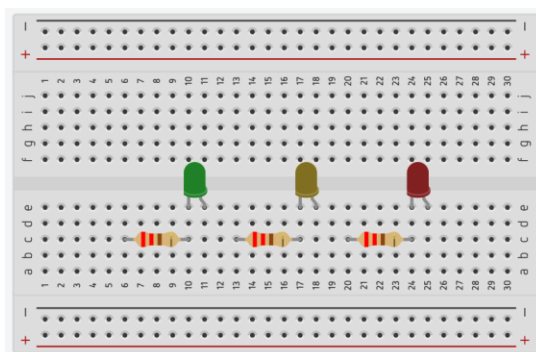 − −
+ +
1 2 3 4 5 6 7 8 9 10 11 12 13 14 15 16 17 18 19 20 21 22 23 24 25 26 27 28 29 30
j j
i i
h h
g g
f f
e e
d d
c c
b b
a a
1 2 3 4 5 6 7 8 9 10 11 12 13 14 15 16 17 18 19 20 21 22 23 24 25 26 27 28 29 30
− −
+ +